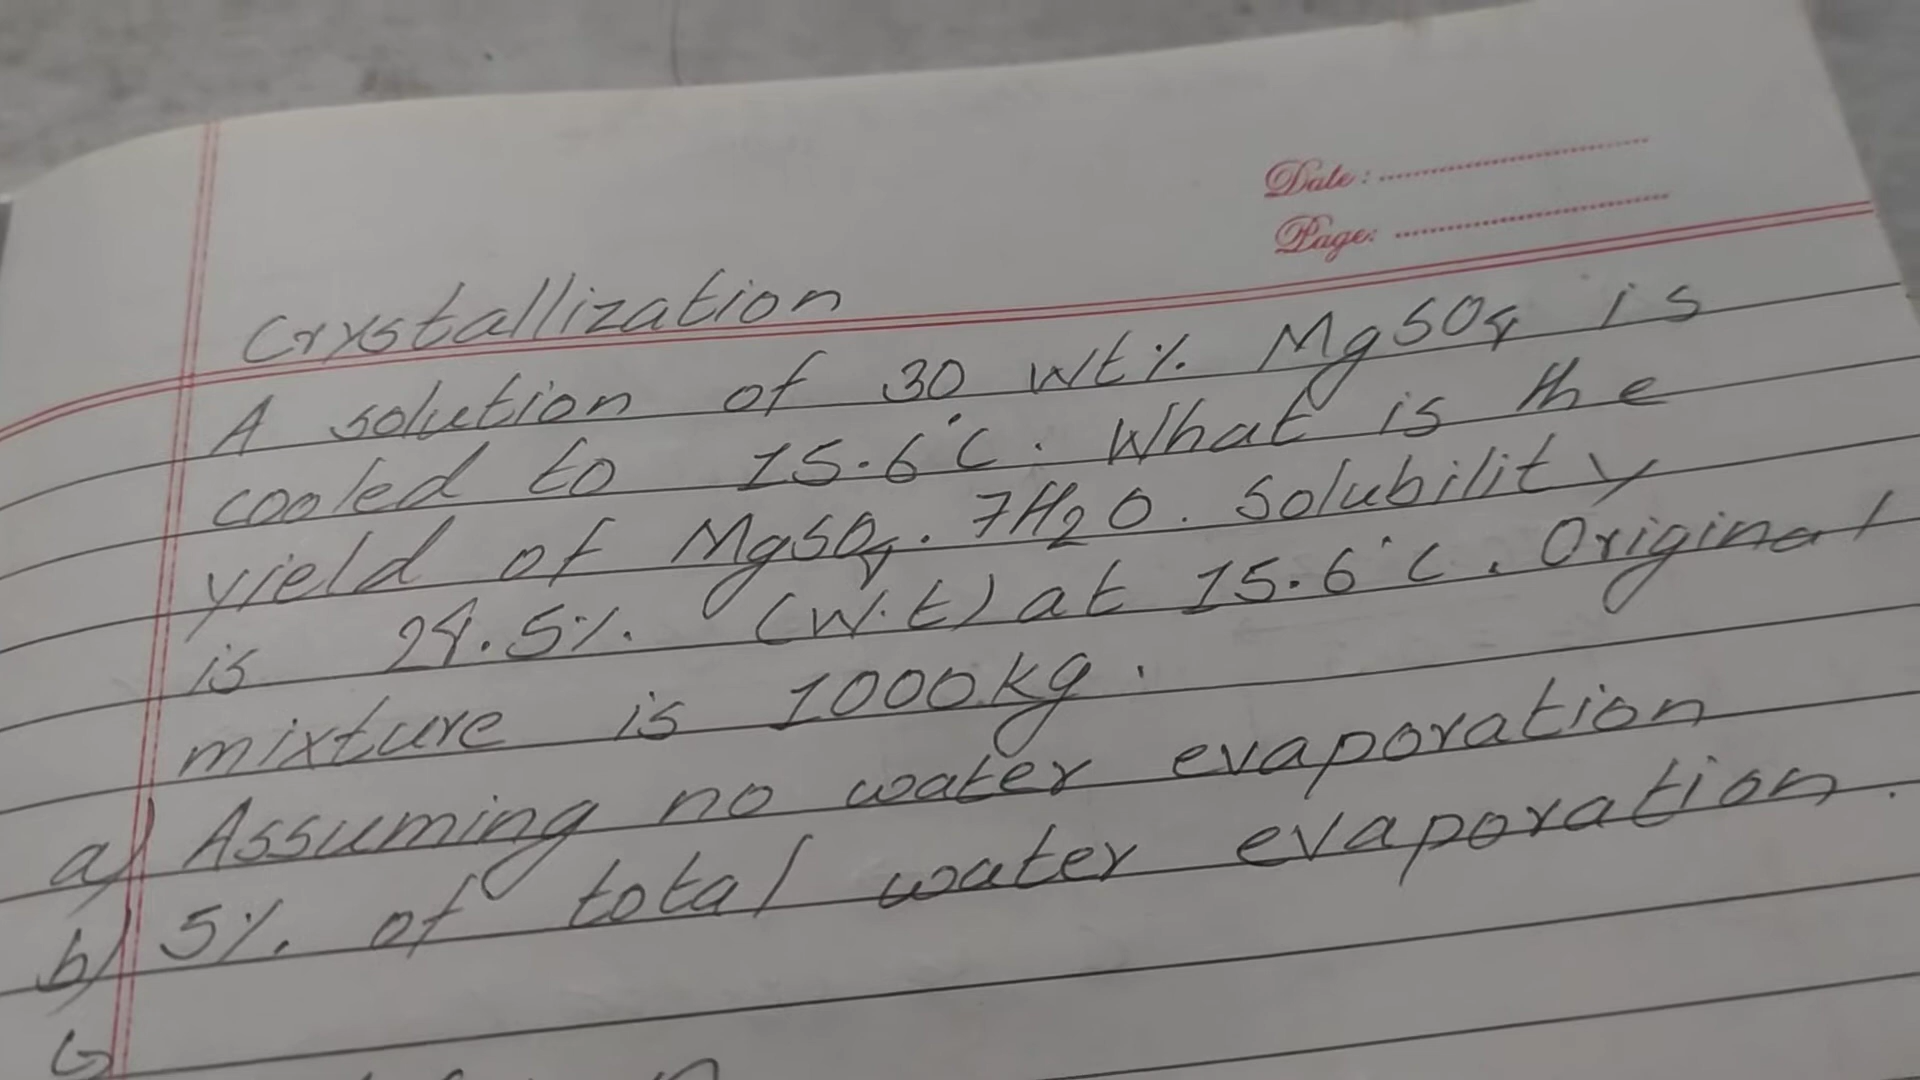 Date:
Page:
Crystallization
A solution of 30 wt% MgSO4 is
cooled to 15.6°C. What is the
yield of MgSO4. 7H2O. Solubility
is 24.5% (w.t) at 15.6°C. Original
mixture is 1000kg.
a) Assuming no water evaporation
b) 5% of total water evaporation.